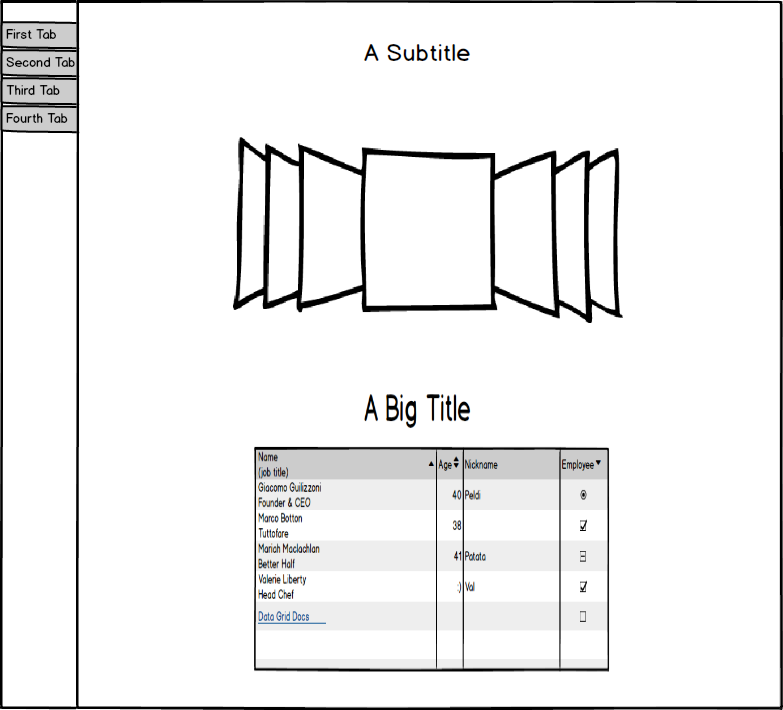 First Tab
Second Tab
Third Tab
Fourth Tab
A Subtitle
A Big Title
Name
(job title)
Age
Nickname
Employee
Giacomo Guilizzoni
Founder & CEO
40
Peldi
Marco Botton
Tuttofare
38
Mariah Maclachlan
Better Half
41
Patata
Valerie Liberty
Head Chef
:)
Val
Data Grid Docs